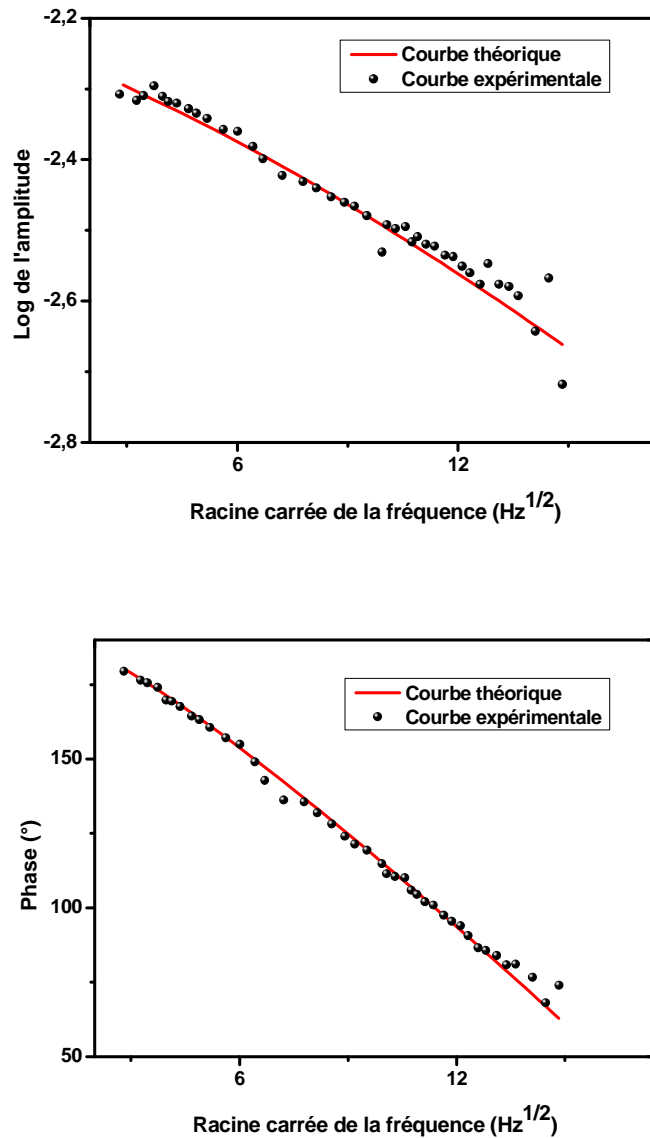 -2,2
Courbe théorique
Courbe expérimentale
-2,4
Log de l'amplitude
-2,6
-2,8
6
12
Racine carrée de la fréquence (Hz1/2)
Courbe théorique
Courbe expérimentale
150
Phase (°)
100
50
6
12
Racine carrée de la fréquence (Hz1/2)